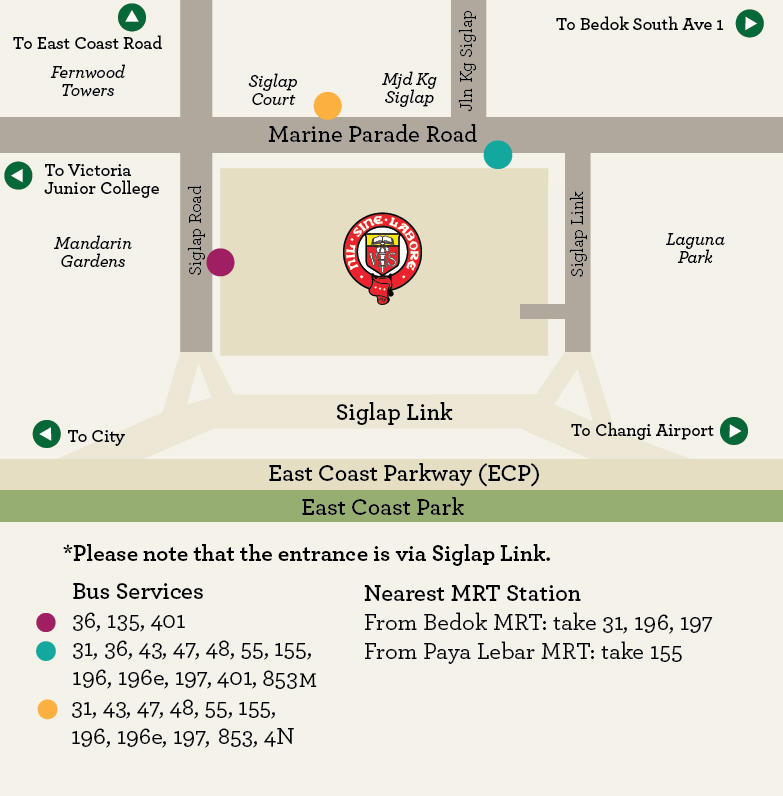 To East Coast Road
To Bedok South Ave 1
Fernwood
Towers
Siglap
Court
Mjd Kg
Siglap
Jln Kg Siglap
Marine Parade Road
To Victoria
Junior College
Siglap Road
NIL·SINE·LABORE
VHS
Siglap Link
Mandarin
Gardens
Laguna
Park
Siglap Link
To City
To Changi Airport
East Coast Parkway (ECP)
East Coast Park
*Please note that the entrance is via Siglap Link.
Bus Services
36, 135, 401
31, 36, 43, 47, 48, 55, 155,
196, 196e, 197, 401, 853M
31, 43, 47, 48, 55, 155,
196, 196e, 197, 853, 4N
Nearest MRT Station
From Bedok MRT: take 31, 196, 197
From Paya Lebar MRT: take 155